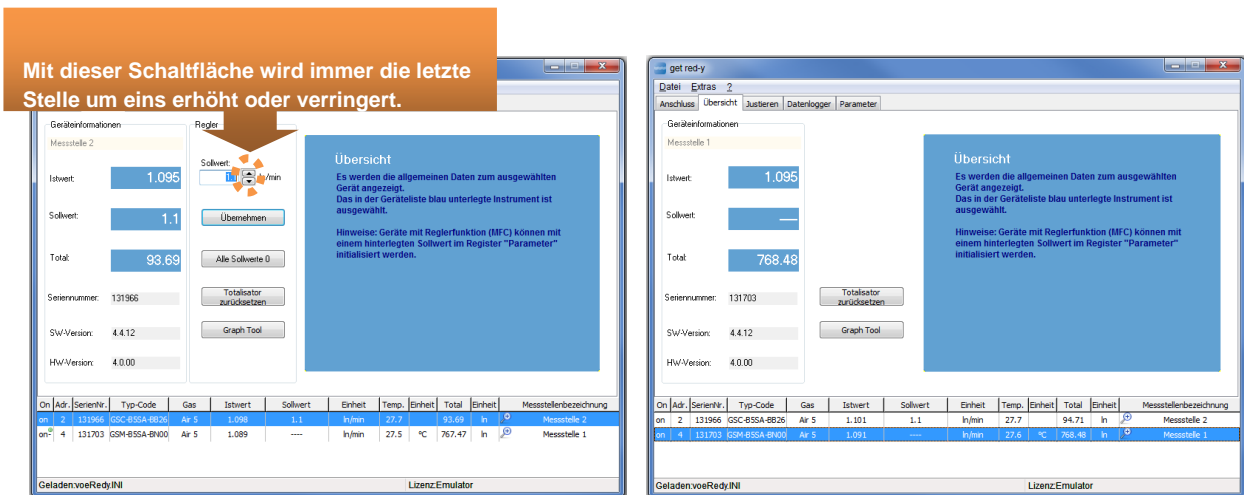 Mit dieser Schaltfläche wird immer die letzte
Stelle um eins erhöht oder verringert.
Geräteinformationen
Messstelle 2
Istwert: 1.095
Sollwert: 1.1
Total: 93.69
Seriennummer: 131966
SW-Version: 4.4.12
HW-Version: 4.0.00
Regler
Sollwert:
1.1 ln/min
Übernehmen
Alle Sollwerte 0
Totalisator
zurücksetzen
Graph Tool
Übersicht
Es werden die allgemeinen Daten zum ausgewählten
Gerät angezeigt.
Das in der Geräteliste blau unterlegte Instrument ist
ausgewählt.
Hinweise: Geräte mit Reglerfunktion (MFC) können mit
einem hinterlegten Sollwert im Register "Parameter"
initialisiert werden.
On Adr. SerienNr. Typ-Code Gas Istwert Sollwert Einheit Temp. Einheit Total Einheit Messstellenbezeichnung
on 2 131966 GSC-B5SA-BB26 Air 5 1.098 1.1 ln/min 27.7 93.69 ln Messstelle 2
on- 4 131703 GSM-B5SA-BN00 Air 5 1.089 ---- ln/min 27.5 °C 767.47 ln Messstelle 1
Geladen:voeRedy.INI Lizenz:Emulator
get red-y
Datei Extras ?
Anschluss Übersicht Justieren Datenlogger Parameter
Geräteinformationen
Messstelle 1
Istwert: 1.095
Sollwert: ----
Total: 768.48
Seriennummer: 131703
SW-Version: 4.4.12
HW-Version: 4.0.00
Totalisator
zurücksetzen
Graph Tool
Übersicht
Es werden die allgemeinen Daten zum ausgewählten
Gerät angezeigt.
Das in der Geräteliste blau unterlegte Instrument ist
ausgewählt.
Hinweise: Geräte mit Reglerfunktion (MFC) können mit
einem hinterlegten Sollwert im Register "Parameter"
initialisiert werden.
On Adr. SerienNr. Typ-Code Gas Istwert Sollwert Einheit Temp. Einheit Total Einheit Messstellenbezeichnung
on 2 131966 GSC-B5SA-BB26 Air 5 1.101 1.1 ln/min 27.7 94.71 ln Messstelle 2
on 4 131703 GSM-B5SA-BN00 Air 5 1.091 ---- ln/min 27.6 °C 768.48 ln Messstelle 1
Geladen:voeRedy.INI Lizenz:Emulator